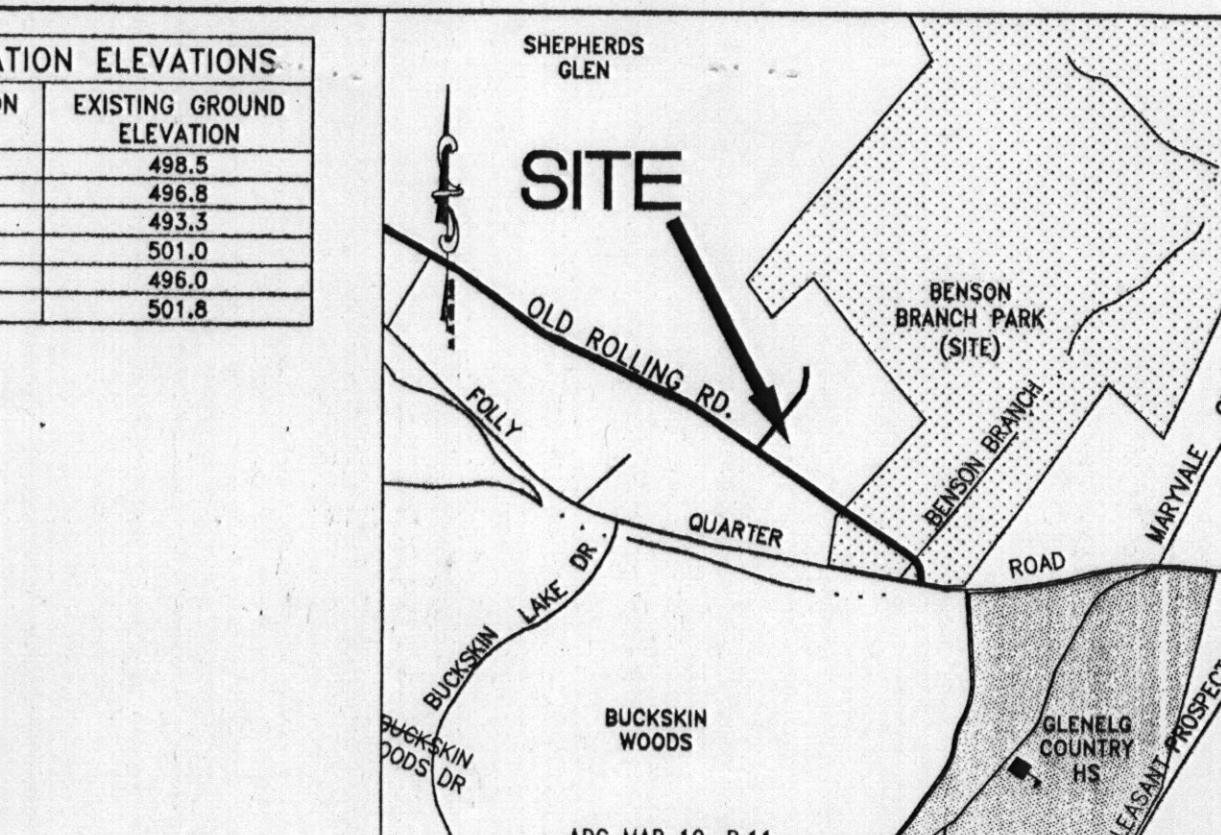 ATION ELEVATIONS
ON
EXISTING GROUND
ELEVATION
498.5
496.8
493.3
501.0
496.0
501.8
SHEPHERDS
GLEN
SITE
OLD ROLLING RD.
BENSON
BRANCH PARK
(SITE)
FOLLY
QUARTER
ROAD
BENSON BRANCH
MARYVALE
BUCKSKIN LAKE DR
BUCKSKIN
OODS DR
BUCKSKIN
WOODS
GLENELG
COUNTRY
HS
LEASANT PROSPECT